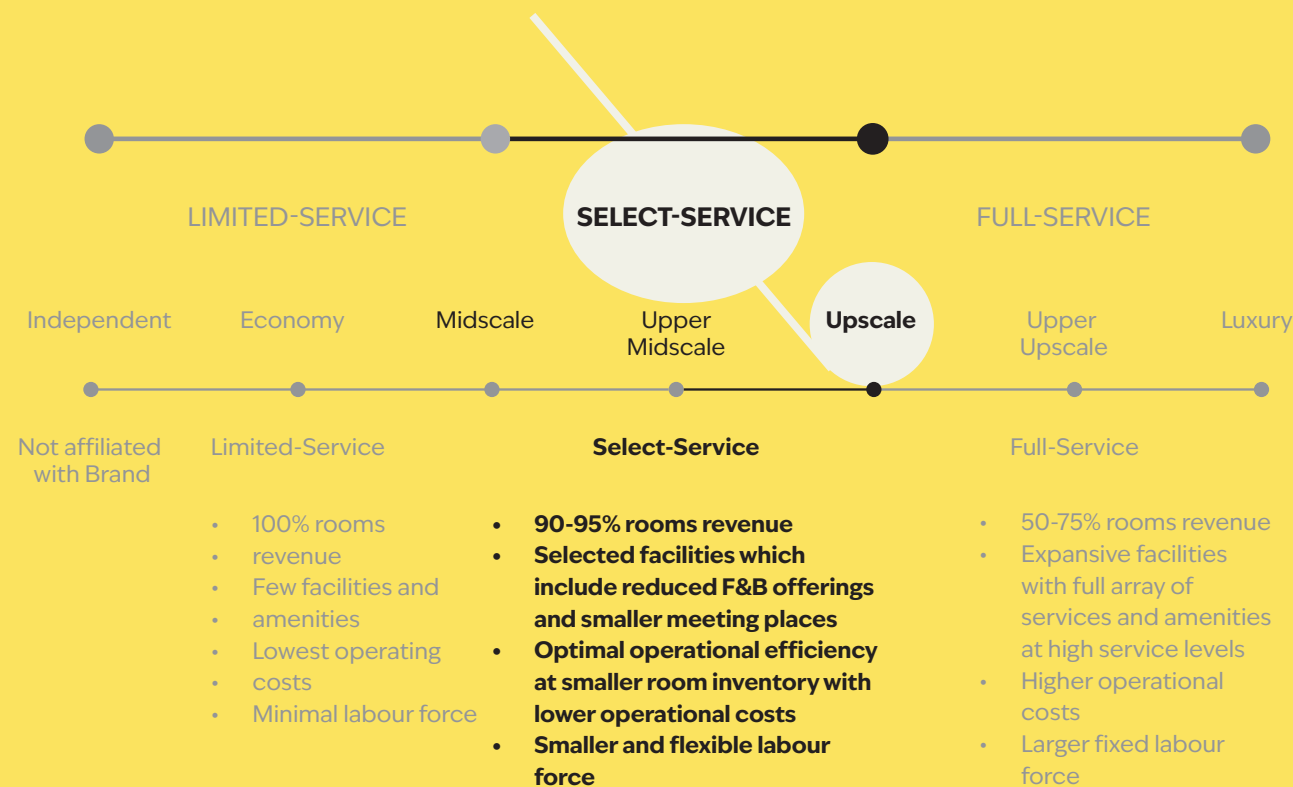 LIMITED-SERVICE
SELECT-SERVICE
FULL-SERVICE
Independent
Economy
Midscale
Upper
Midscale
Upscale
Upper
Upscale
Luxury
Not affiliated
with Brand
Limited-Service
• 100% rooms
• revenue
• Few facilities and
• amenities
• Lowest operating
• costs
• Minimal labour force
Select-Service
• 90-95% rooms revenue
• Selected facilities which
include reduced F&B offerings
and smaller meeting places
• Optimal operational efficiency
at smaller room inventory with
lower operational costs
• Smaller and flexible labour
force
Full-Service
• 50-75% rooms revenue
• Expansive facilities
with full array of
services and amenities
at high service levels
• Higher operational
costs
• Larger fixed labour
force